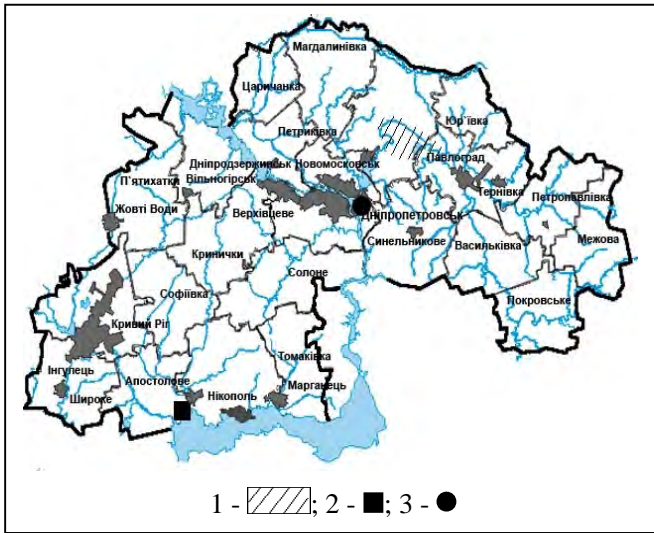 Магдалинівка
Царичанка
Юр'ївка
Петриківка
Дніпродзержинськ
Новомосковськ
Павлоград
П'ятихатки
Вільногірськ
Тернівка
Петропавлівка
Жовті Води
Верхівцеве
Дніпропетровськ
Синельникове
Васильківка
Межова
Кринички
Солоне
Софіївка
Покровське
Кривий Ріг
Томаківка
Інгулець
Апостолове
Широке
Нікополь
Марганець
1 - ; 2 - ■; 3 - ●